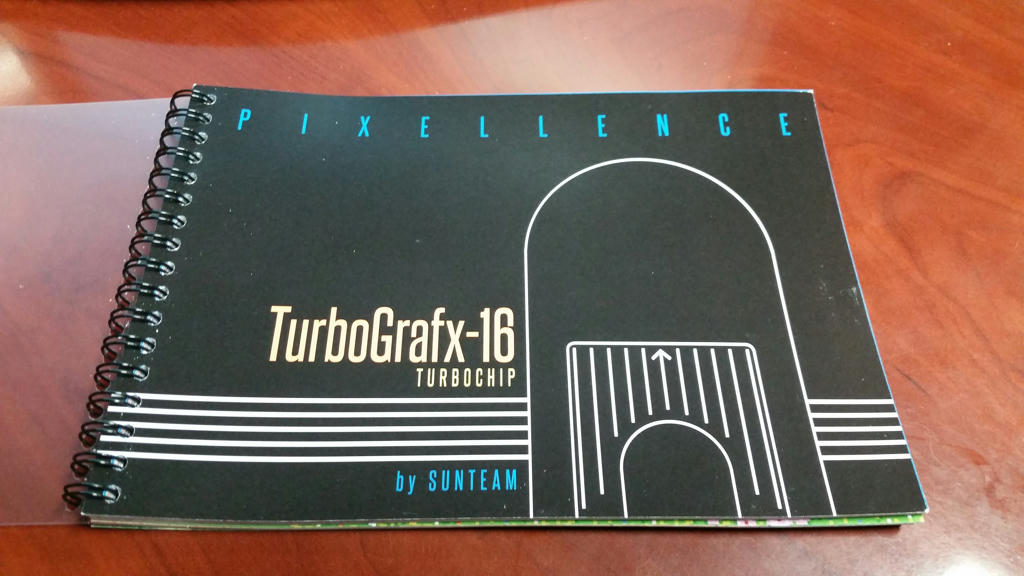 PIXELLENCE
TurboGrafx-16
TURBOCHIP
by SUNTEAM